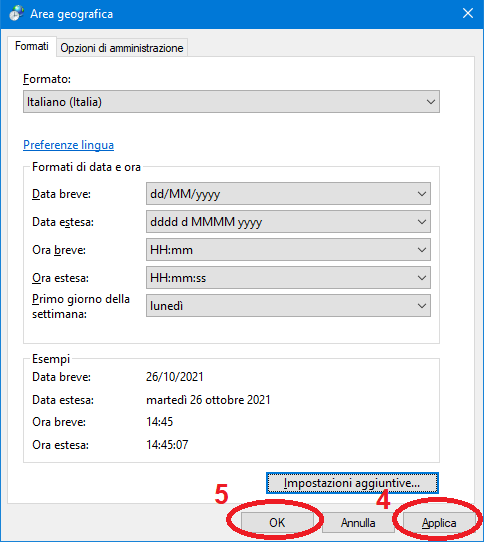 Area geografica
Formati
Opzioni di amministrazione
Formato:
Italiano (Italia)
Preferenze lingua
Formati di data e ora
Data breve:
dd/MM/yyyy
Data estesa:
dddd d MMMM yyyy
Ora breve:
HH:mm
Ora estesa:
HH:mm:ss
Primo giorno della
settimana:
lunedì
Esempi
Data breve:
26/10/2021
Data estesa:
martedì 26 ottobre 2021
Ora breve:
14:45
Ora estesa:
14:45:07
Impostazioni aggiuntive...
5
4
OK
Annulla
Applica